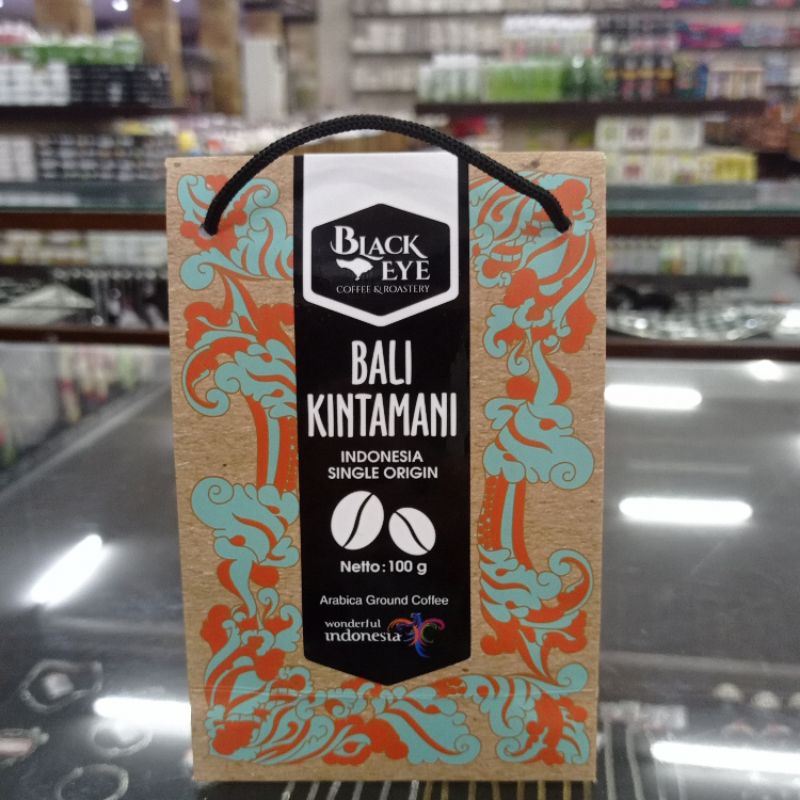 BLACK
EYE
COFFEE & ROASTERY
BALI
KINTAMANI
INDONESIA
SINGLE ORIGIN
Netto: 100 g
Arabica Ground Coffee
wonderful
indonesia